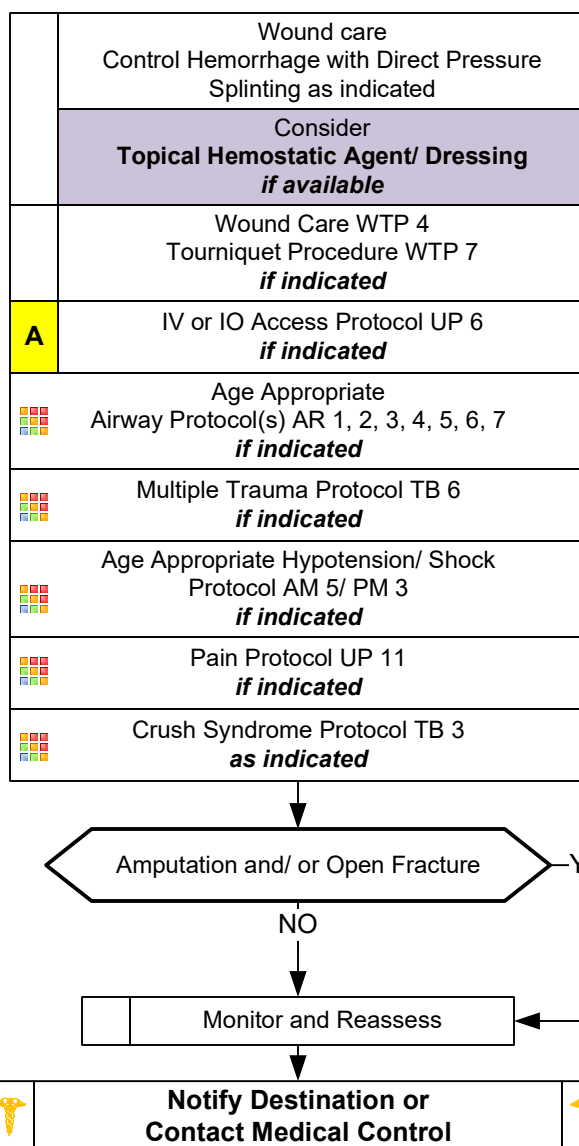 Wound care
Control Hemorrhage with Direct Pressure
Splinting as indicated
Consider
Topical Hemostatic Agent/ Dressing
if available
Wound Care WTP 4
Tourniquet Procedure WTP 7
if indicated
A
IV or IO Access Protocol UP 6
if indicated
Age Appropriate
Airway Protocol(s) AR 1, 2, 3, 4, 5, 6, 7
if indicated
Multiple Trauma Protocol TB 6
if indicated
Age Appropriate Hypotension/ Shock
Protocol AM 5/ PM 3
if indicated
Pain Protocol UP 11
if indicated
Crush Syndrome Protocol TB 3
as indicated
Amputation and/ or Open Fracture
NO
Monitor and Reassess
Notify Destination or
Contact Medical Control